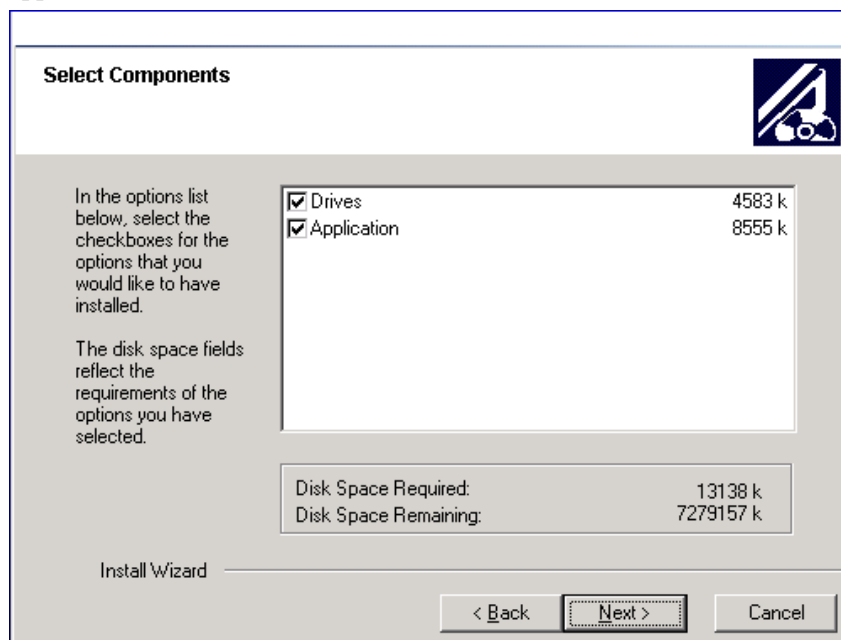 Select Components
In the options list
below, select the
checkboxes for the
options that you
would like to have
installed.
The disk space fields
reflect the
requirements of the
options you have
selected.
Drives 4583 k
Application 8555 k
Disk Space Required: 13138 k
Disk Space Remaining: 7279157 k
Install Wizard
< Back Next > Cancel